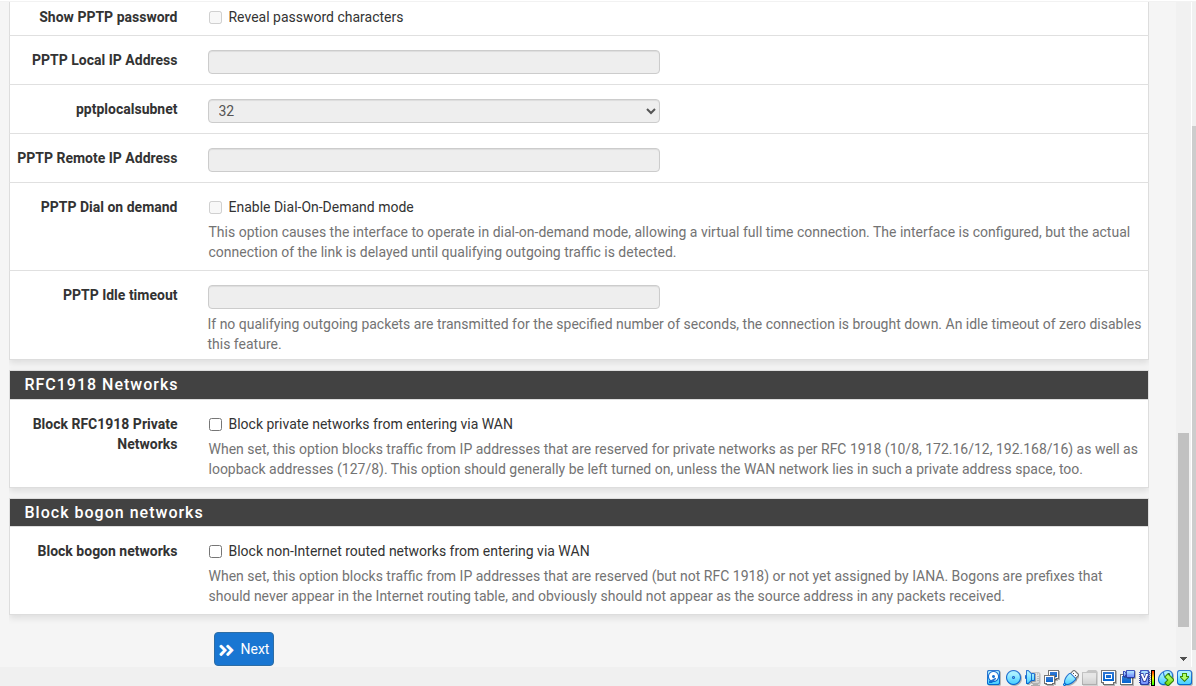 Show PPTP password
Reveal password characters
PPTP Local IP Address
pptplocalsubnet
32
PPTP Remote IP Address
PPTP Dial on demand
Enable Dial-On-Demand mode
This option causes the interface to operate in dial-on-demand mode, allowing a virtual full time connection. The interface is configured, but the actual
connection of the link is delayed until qualifying outgoing traffic is detected.
PPTP Idle timeout
If no qualifying outgoing packets are transmitted for the specified number of seconds, the connection is brought down. An idle timeout of zero disables
this feature.
RFC1918 Networks
Block RFC1918 Private
Networks
Block private networks from entering via WAN
When set, this option blocks traffic from IP addresses that are reserved for private networks as per RFC 1918 (10/8, 172.16/12, 192.168/16) as well as
loopback addresses (127/8). This option should generally be left turned on, unless the WAN network lies in such a private address space, too.
Block bogon networks
Block bogon networks
Block non-Internet routed networks from entering via WAN
When set, this option blocks traffic from IP addresses that are reserved (but not RFC 1918) or not yet assigned by IANA. Bogons are prefixes that
should never appear in the Internet routing table, and obviously should not appear as the source address in any packets received.
Next